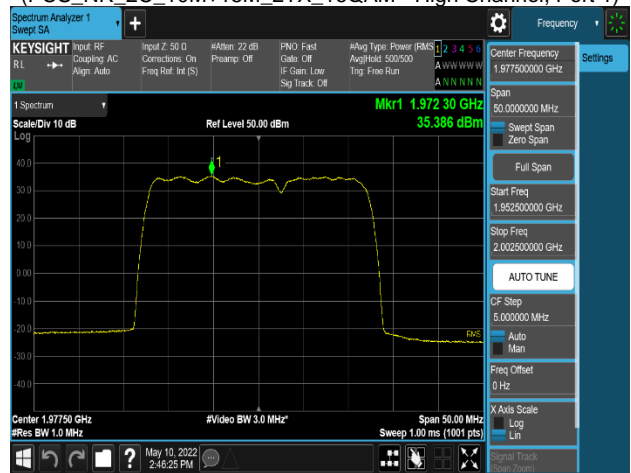 Spectrum Analyzer 1
Swept SA
+
Frequency
KEYSIGHT
RL
Input: RF
Coupling: AC
Align: Auto
Input Z: 50 Ω
Corrections: On
Freq Ref: Int (S)
#Atten: 22 dB
Preamp: Off
PNO: Fast
Gate: Off
IF Gain: Low
Sig Track: Off
#Avg Type: Power (RMS
Avg|Hold: 500/500
Trig: Free Run
1 2 3 4 5 6
A W W W W W
A N N N N N
Center Frequency
1.977500000 GHz
Settings
Span
50.0000000 MHz
Swept Span
Zero Span
Full Span
Start Freq
1.952500000 GHz
Stop Freq
2.002500000 GHz
AUTO TUNE
CF Step
5.000000 MHz
Auto
Man
Freq Offset
0 Hz
X Axis Scale
Log
Lin
Signal Track
(Span Zoom)
1 Spectrum
Scale/Div 10 dB
Ref Level 50.00 dBm
Mkr1 1.972 30 GHz
35.386 dBm
Log
1
40.0
30.0
20.0
10.0
0.00
-10.0
-20.0
-30.0
-40.0
RMS
Center 1.97750 GHz
#Res BW 1.0 MHz
#Video BW 3.0 MHz*
Span 50.00 MHz
Sweep 1.00 ms (1001 pts)
?
May 10, 2022
2:46:25 PM